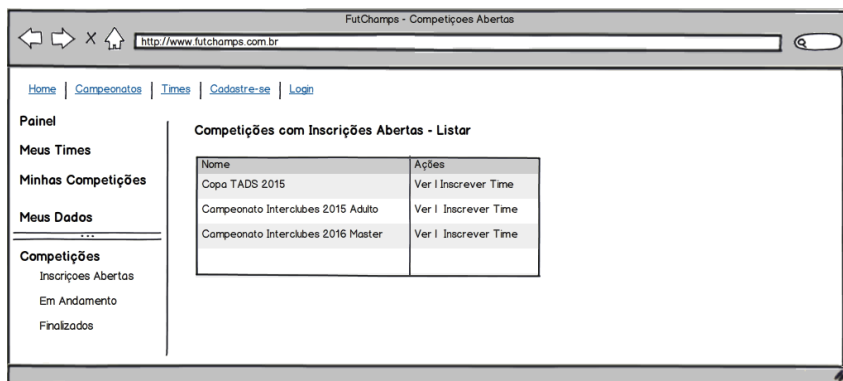 FutChamps - Competiçoes Abertas
http://www.futchamps.com.br
Home | Campeonatos | Times | Cadastre-se | Login
Painel
Meus Times
Minhas Competições
Meus Dados
Competições
Inscriçoes Abertas
Em Andamento
Finalizados
Competições com Inscrições Abertas - Listar
Nome Ações
Copa TADS 2015 Ver | Inscrever Time
Campeonato Interclubes 2015 Adulto Ver | Inscrever Time
Campeonato Interclubes 2016 Master Ver | Inscrever Time